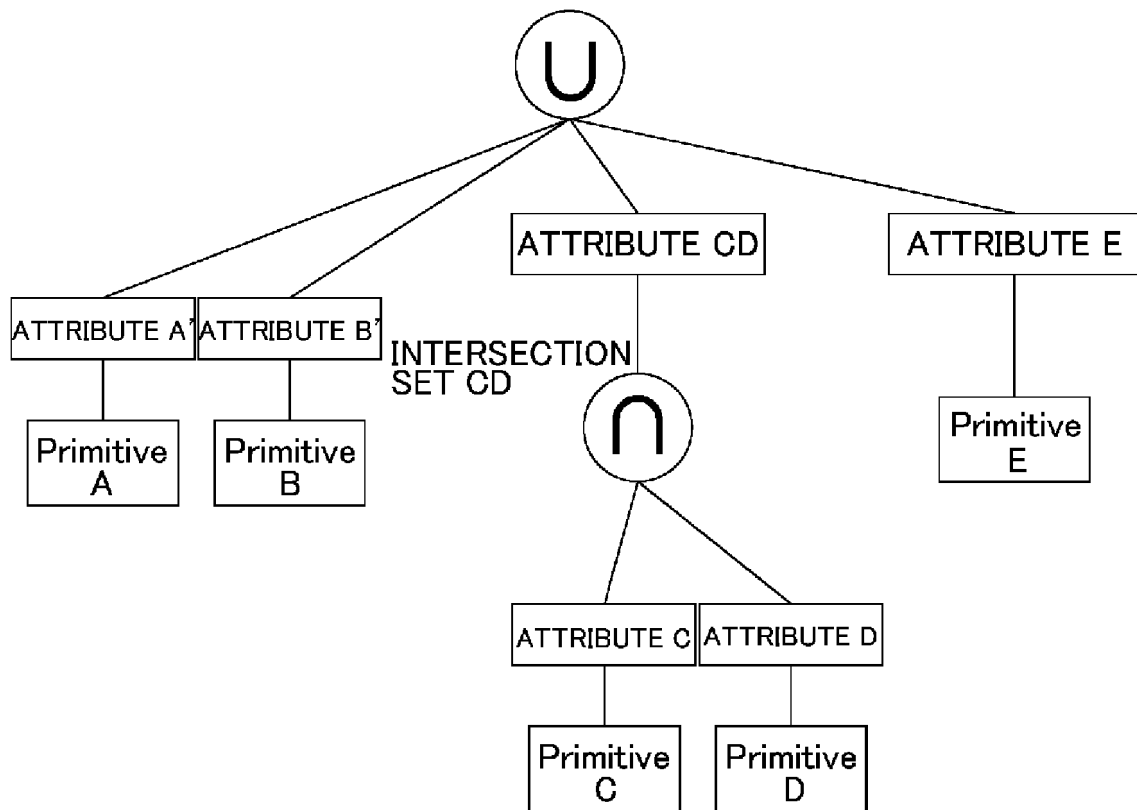 ∪
ATTRIBUTE CD
ATTRIBUTE E
ATTRIBUTE A'
ATTRIBUTE B'
INTERSECTION
SET CD
∩
Primitive
A
Primitive
B
Primitive
E
ATTRIBUTE C
ATTRIBUTE D
Primitive
C
Primitive
D